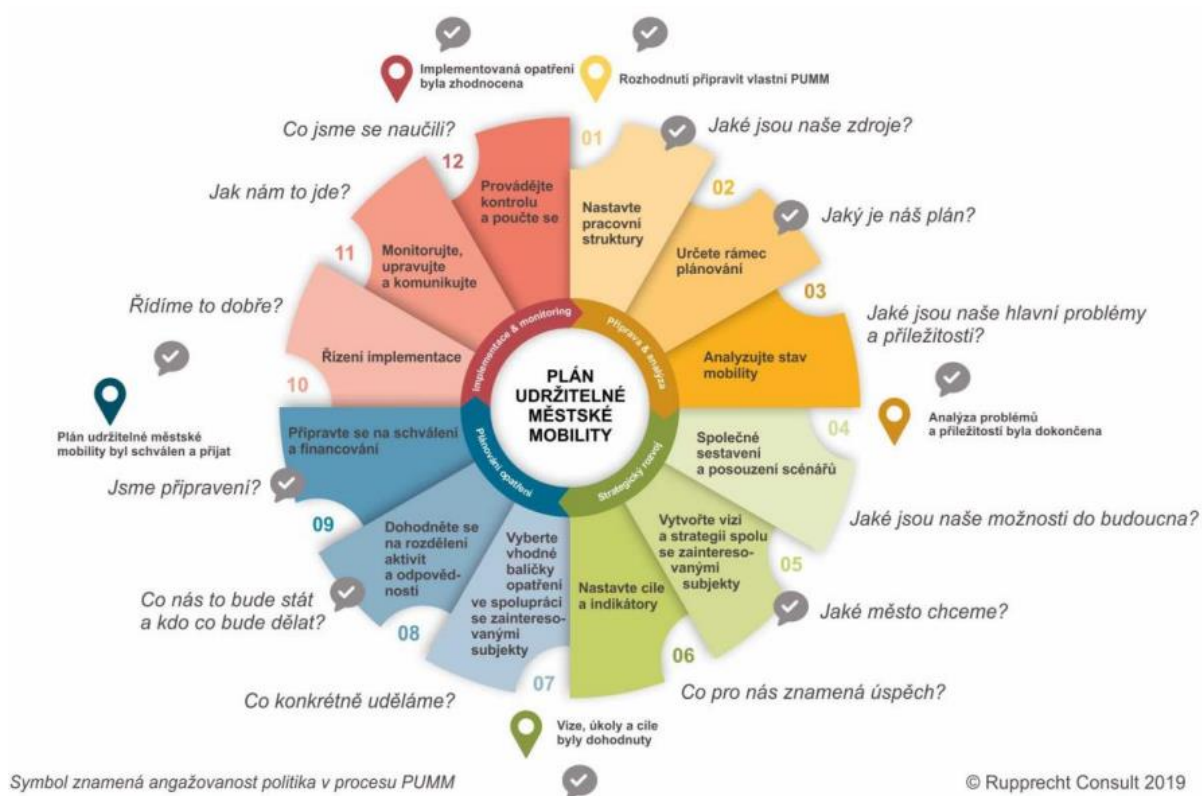 Implementovaná opatření
byla zhodnocena
Rozhodnutí připravit vlastní PUMM
Co jsme se naučili?
12
Provádějte
kontrolu
a poučte se
01
Nastavte
pracovní
struktury
Jaké jsou naše zdroje?
02
Určete rámec
plánování
Jaký je náš plán?
03
Analyzujte stav
mobility
Jaké jsou naše hlavní problémy
a příležitosti?
Analýza problémů
a příležitostí byla dokončena
04
Společné
sestavení
a posouzení scénářů
Jaké jsou naše možnosti do budoucna?
05
Vytvořte vizi
a strategii spolu
se zaintereso-
vanými
subjekty
Jaké město chceme?
06
Nastavte cíle
a indikátory
Co pro nás znamená úspěch?
Vize, úkoly a cíle
byly dohodnuty
07
Vyberte
vhodné
balíčky
opatření
ve spolupráci
se zaintereso-
vanými
subjekty
Co konkrétně uděláme?
08
Dohodněte se
na rozdělení
aktivit
a odpověd-
nosti
Co nás to bude stát
a kdo co bude dělat?
09
Připravte se na schválení
a financování
Jsme připraveni?
Plán udržitelné městské
mobility byl schválen a přijat
10
Řízení implementace
Řídíme to dobře?
11
Monitorujte,
upravujte
a komunikujte
Jak nám to jde?
Implementace & monitoring
Příprava & analýza
Strategický rozvoj
Plánování opatření
PLÁN
UDRŽITELNÉ
MĚSTSKÉ
MOBILITY
Symbol znamená angažovanost politika v procesu PUMM
© Rupprecht Consult 2019